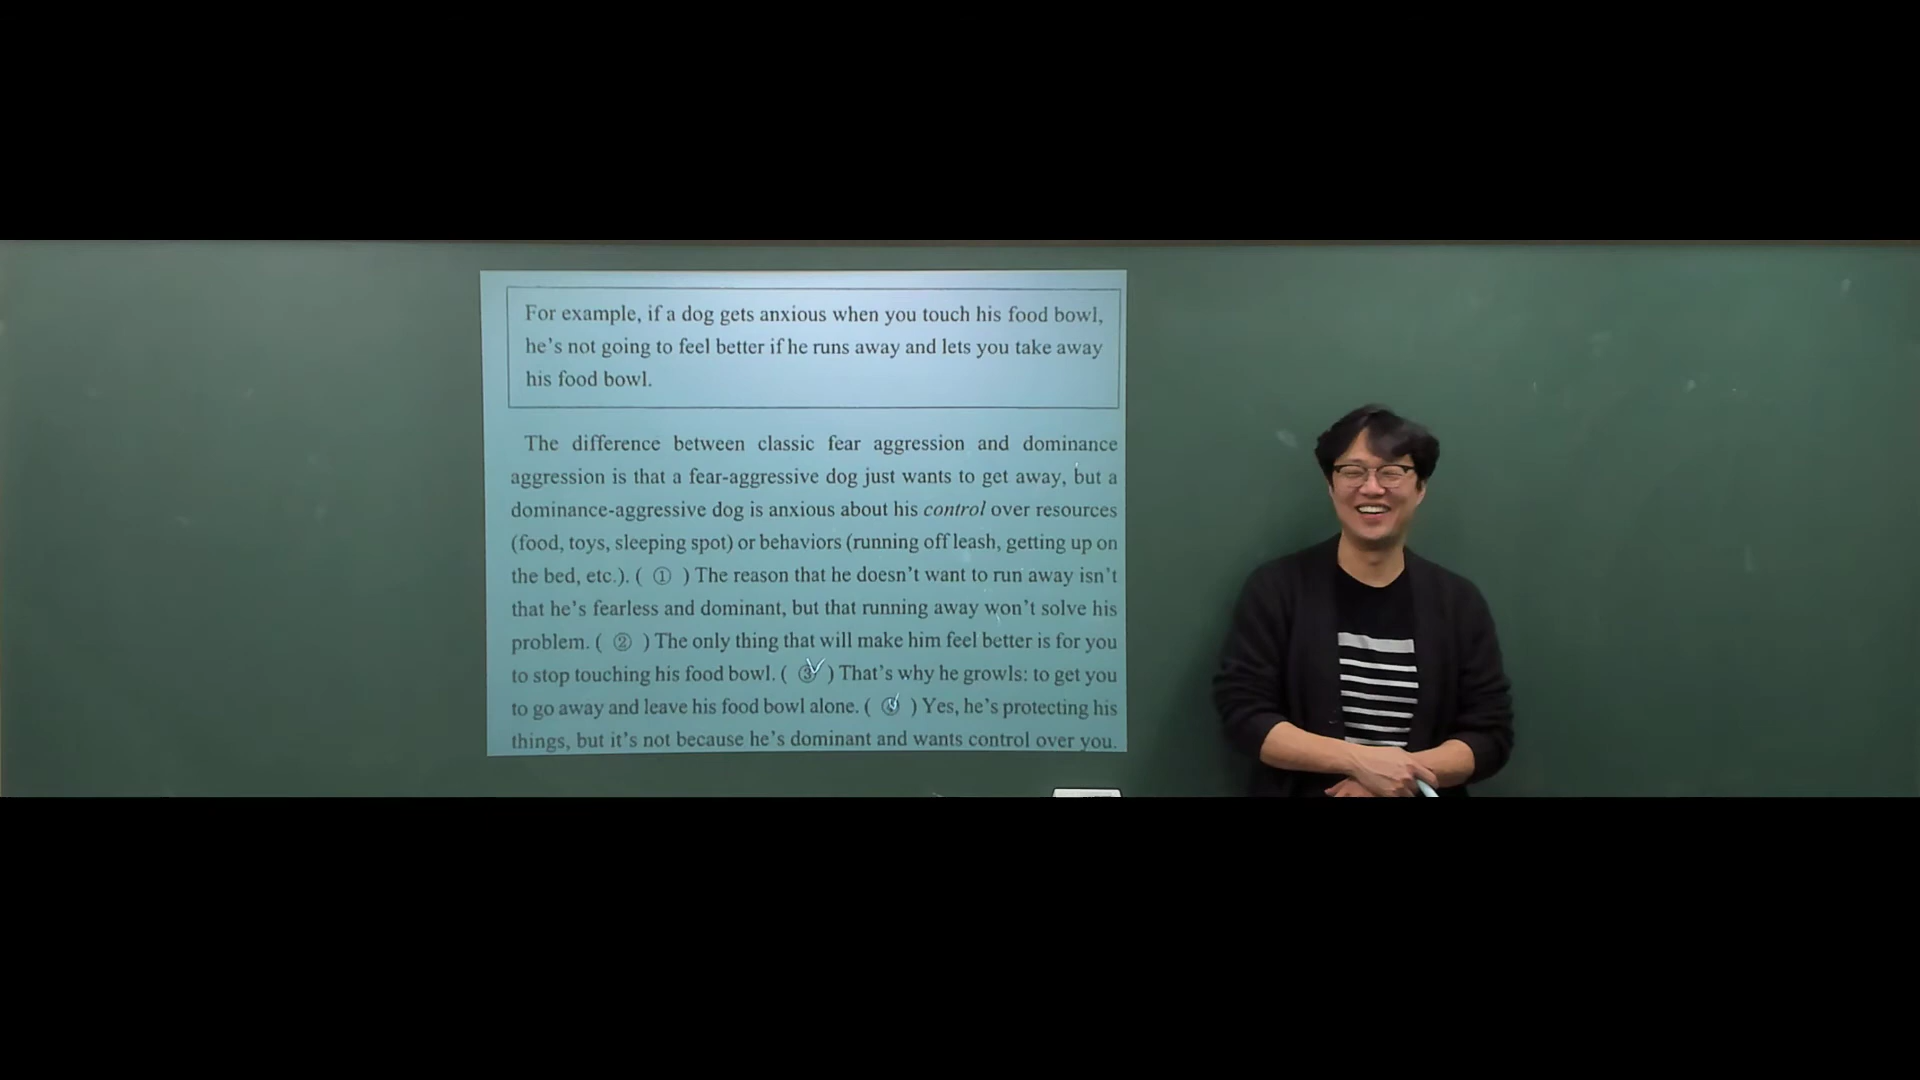 For example, if a dog gets anxious when you touch his food bowl,
he's not going to feel better if he runs away and lets you take away
his food bowl.
The difference between classic fear aggression and dominance
aggression is that a fear-aggressive dog just wants to get away, but a
dominance-aggressive dog is anxious about his control over resources
(food, toys, sleeping spot) or behaviors (running off leash, getting up on
the bed, etc.). ( ① ) The reason that he doesn't want to run away isn't
that he's fearless and dominant, but that running away won't solve his
problem. ( ② ) The only thing that will make him feel better is for you
to stop touching his food bowl. ( ③ ) That's why he growls: to get you
to go away and leave his food bowl alone. ( ④ ) Yes, he's protecting his
things, but it's not because he's dominant and wants control over you.